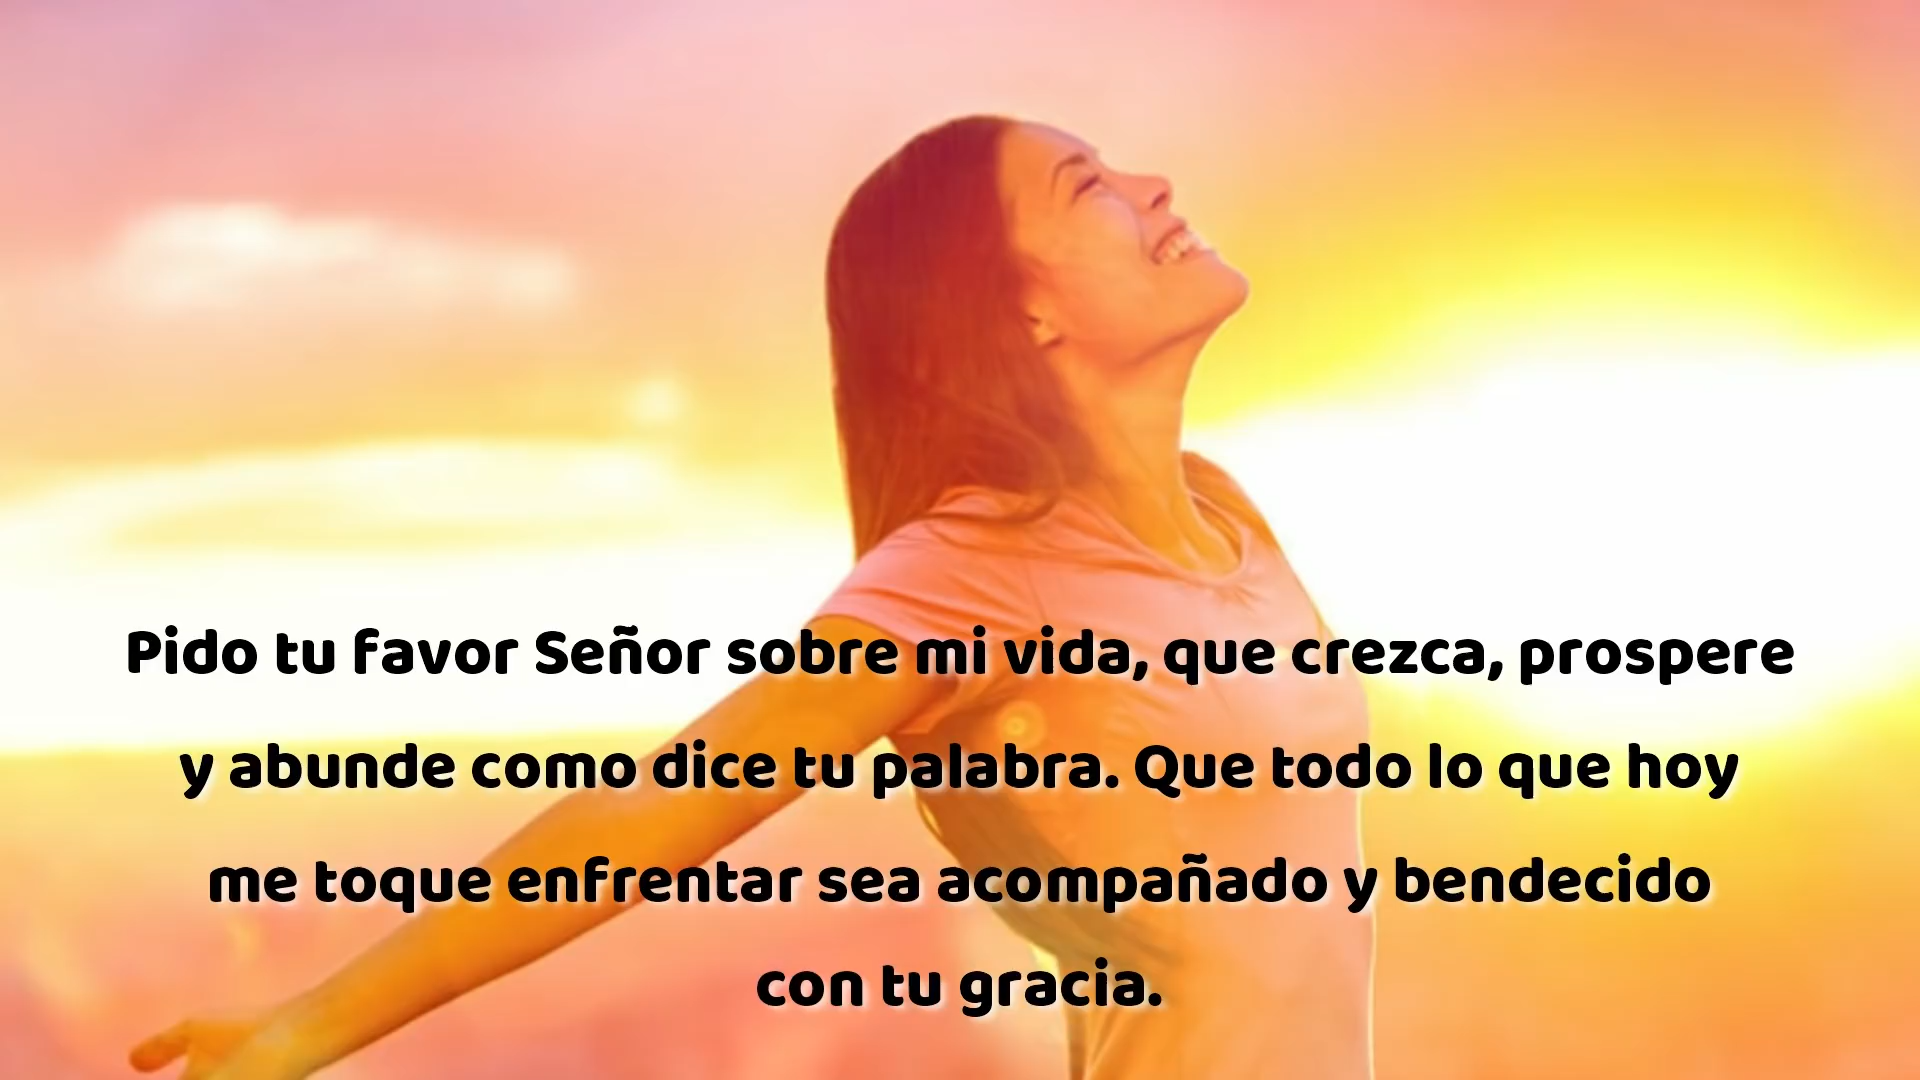 Pido tu favor Señor sobre mi vida, que crezca, prospere
y abunde como dice tu palabra. Que todo lo que hoy
me toque enfrentar sea acompañado y bendecido
con tu gracia.